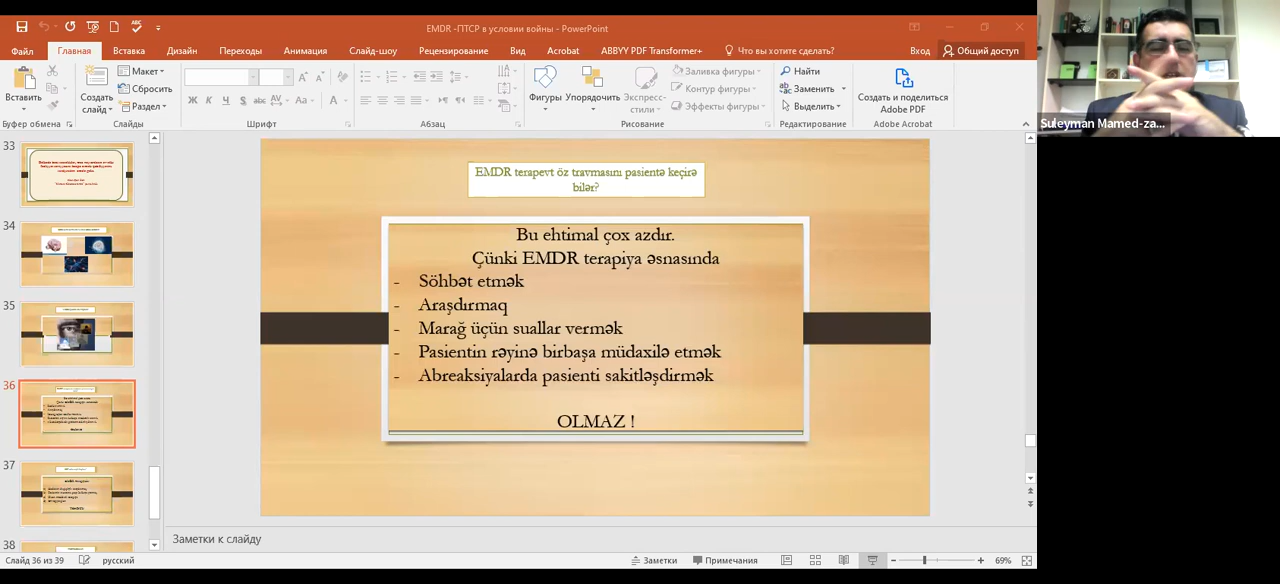 EMDR -ПТСР в условии войны - PowerPoint
Файл Главная Вставка Дизайн Переходы Анимация Слайд-шоу Рецензирование Вид Acrobat ABBYY PDF Transformer+ Что вы хотите сделать? Вход Общий доступ
Вставить
Создать слайд
Макет
Сбросить
Раздел
Ж К Ч S abc AV Aa А
Фигуры
Упорядочить
Экспресс-стили
Заливка фигуры
Контур фигуры
Эффекты фигуры
Найти
Заменить
Выделить
Создать и поделиться
Adobe PDF
Буфер обмена Слайды Шрифт Абзац Рисование Редактирование Adobe Acrobat
Suleyman Mamed-za...
33
34
35
36
37
38
EMDR terapevt öz travmasını pasientə keçirə
bilər?
Bu ehtimal çox azdır.
Çünki EMDR terapiya əsnasında
- Söhbət etmək
- Araşdırmaq
- Marağ üçün suallar vermək
- Pasientin rəyinə birbaşa müdaxilə etmək
- Abreaksiyalarda pasienti sakitləşdirmək
OLMAZ !
Заметки к слайду
Слайд 36 из 39 русский Заметки Примечания 69%